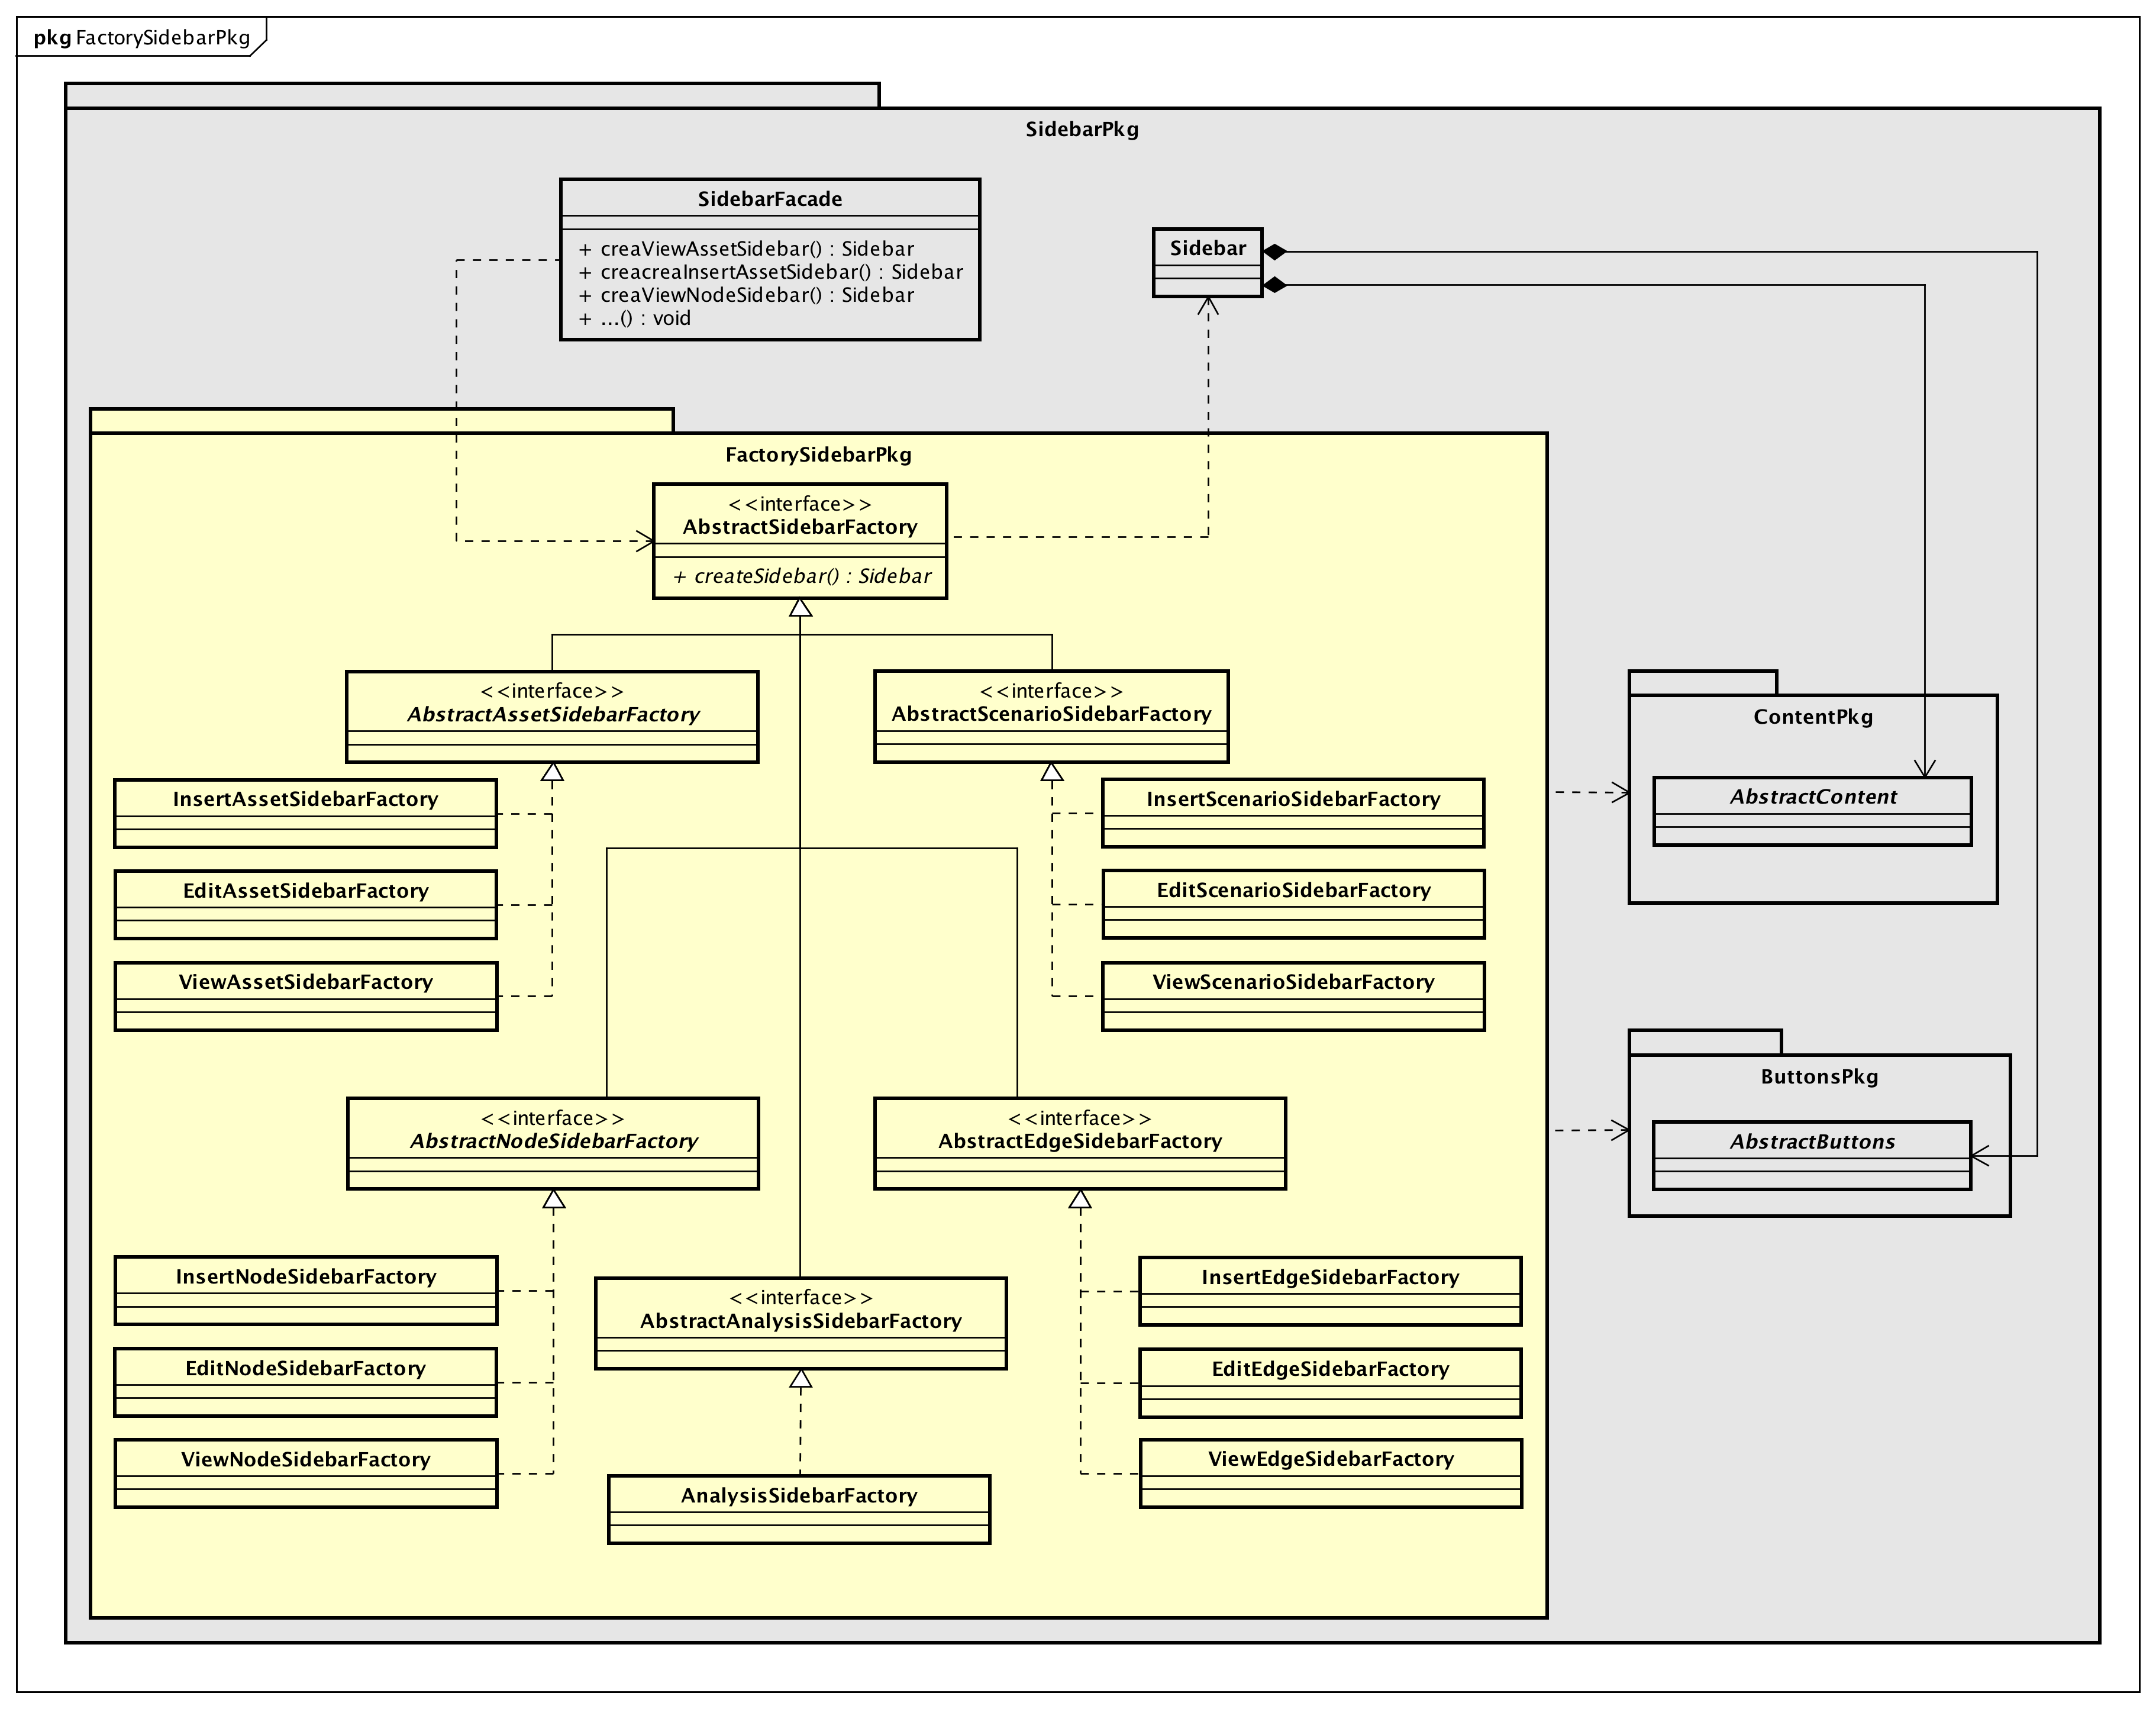 pkg FactorySidebarPkg
SidebarPkg
SidebarFacade
+ creaViewAssetSidebar() : Sidebar
+ creacreaInsertAssetSidebar() : Sidebar
+ creaViewNodeSidebar() : Sidebar
+ ...() : void
Sidebar
FactorySidebarPkg
<<interface>>
AbstractSidebarFactory
+ createSidebar() : Sidebar
<<interface>>
AbstractAssetSidebarFactory
<<interface>>
AbstractScenarioSidebarFactory
InsertAssetSidebarFactory
EditAssetSidebarFactory
ViewAssetSidebarFactory
InsertScenarioSidebarFactory
EditScenarioSidebarFactory
ViewScenarioSidebarFactory
ContentPkg
AbstractContent
ButtonsPkg
AbstractButtons
<<interface>>
AbstractNodeSidebarFactory
<<interface>>
AbstractEdgeSidebarFactory
InsertNodeSidebarFactory
EditNodeSidebarFactory
ViewNodeSidebarFactory
<<interface>>
AbstractAnalysisSidebarFactory
AnalysisSidebarFactory
InsertEdgeSidebarFactory
EditEdgeSidebarFactory
ViewEdgeSidebarFactory